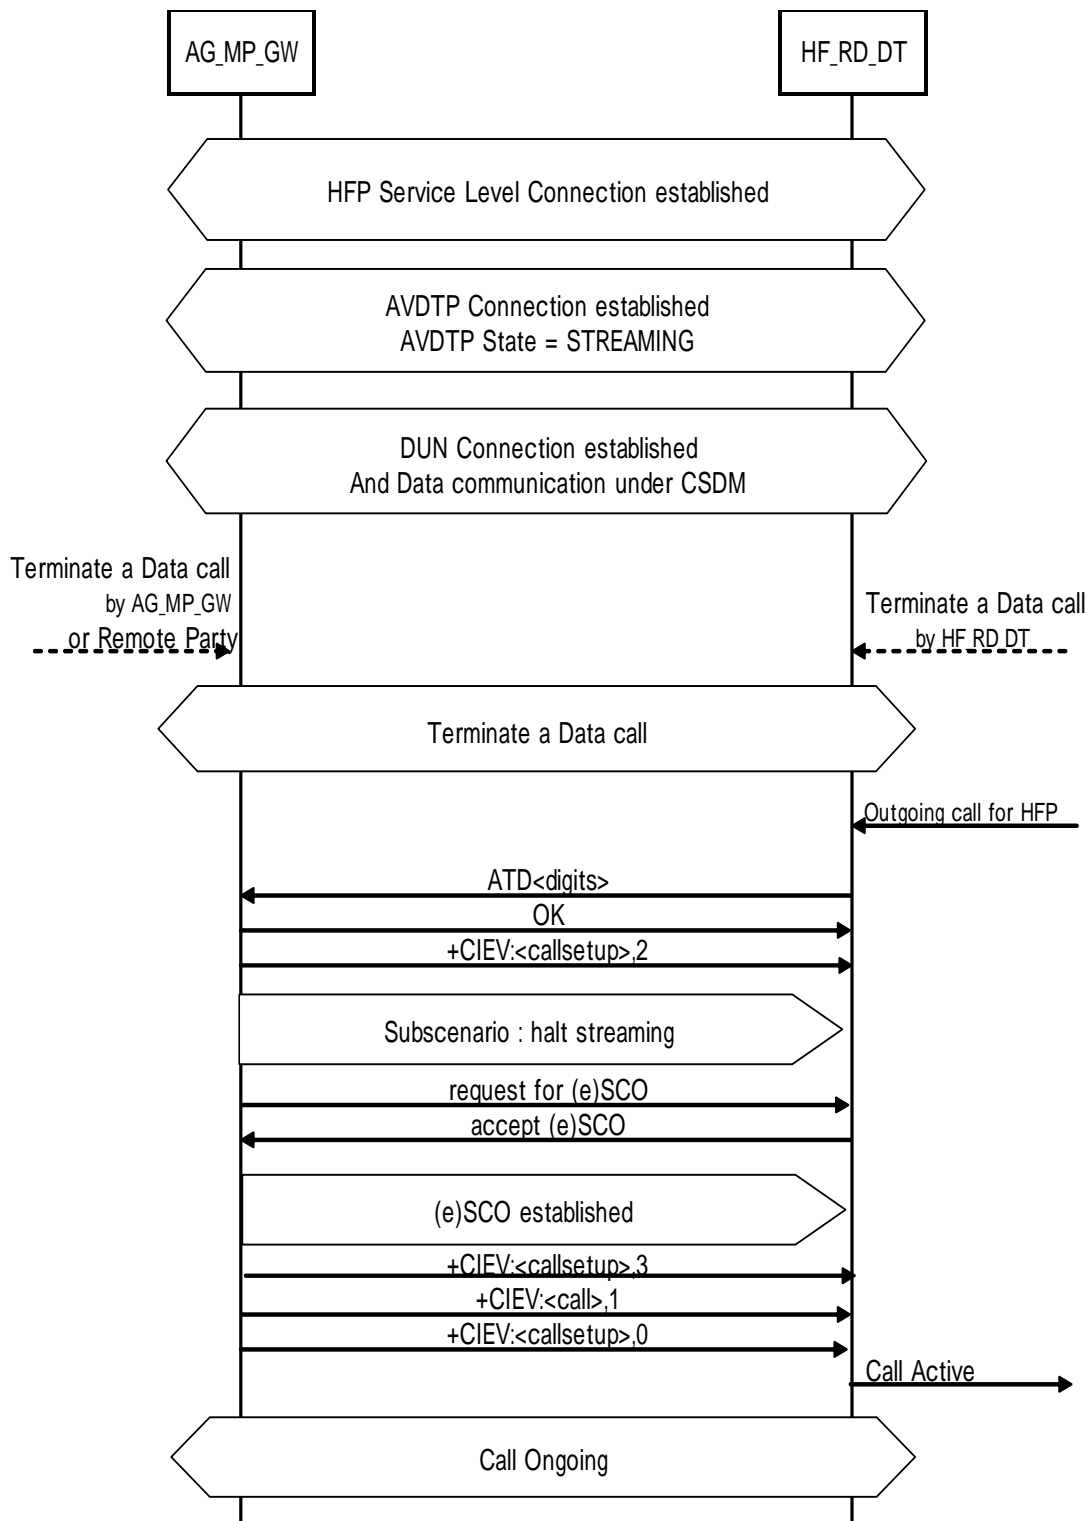 AG_MP_GW
HF_RD_DT
HFP Service Level Connection established
AVDTP Connection established
AVDTP State = STREAMING
DUN Connection established
And Data communication under CSDM
Terminate a Data call
by AG_MP_GW
or Remote Party
Terminate a Data call
by HF_RD_DT
Terminate a Data call
Outgoing call for HFP
ATD<digits>
OK
+CIEV:<callsetup>,2
Subscenario : halt streaming
request for (e)SCO
accept (e)SCO
(e)SCO established
+CIEV:<callsetup>,3
+CIEV:<call>,1
+CIEV:<callsetup>,0
Call Active
Call Ongoing